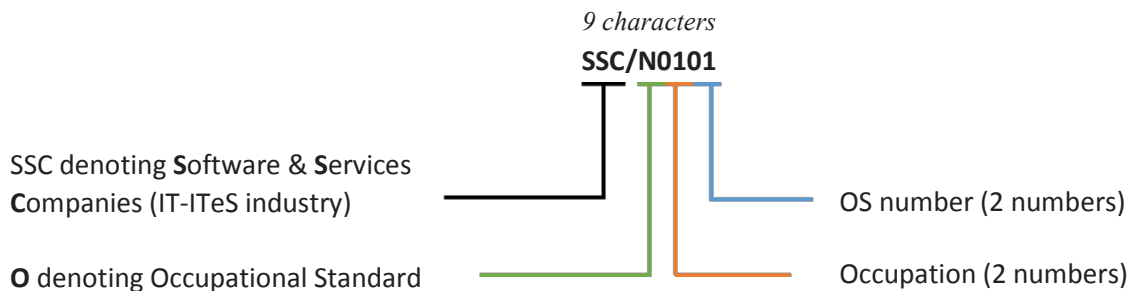 9 characters
SSC/N0101
SSC denoting Software & Services
Companies (IT-ITeS industry)
OS number (2 numbers)
O denoting Occupational Standard
Occupation (2 numbers)